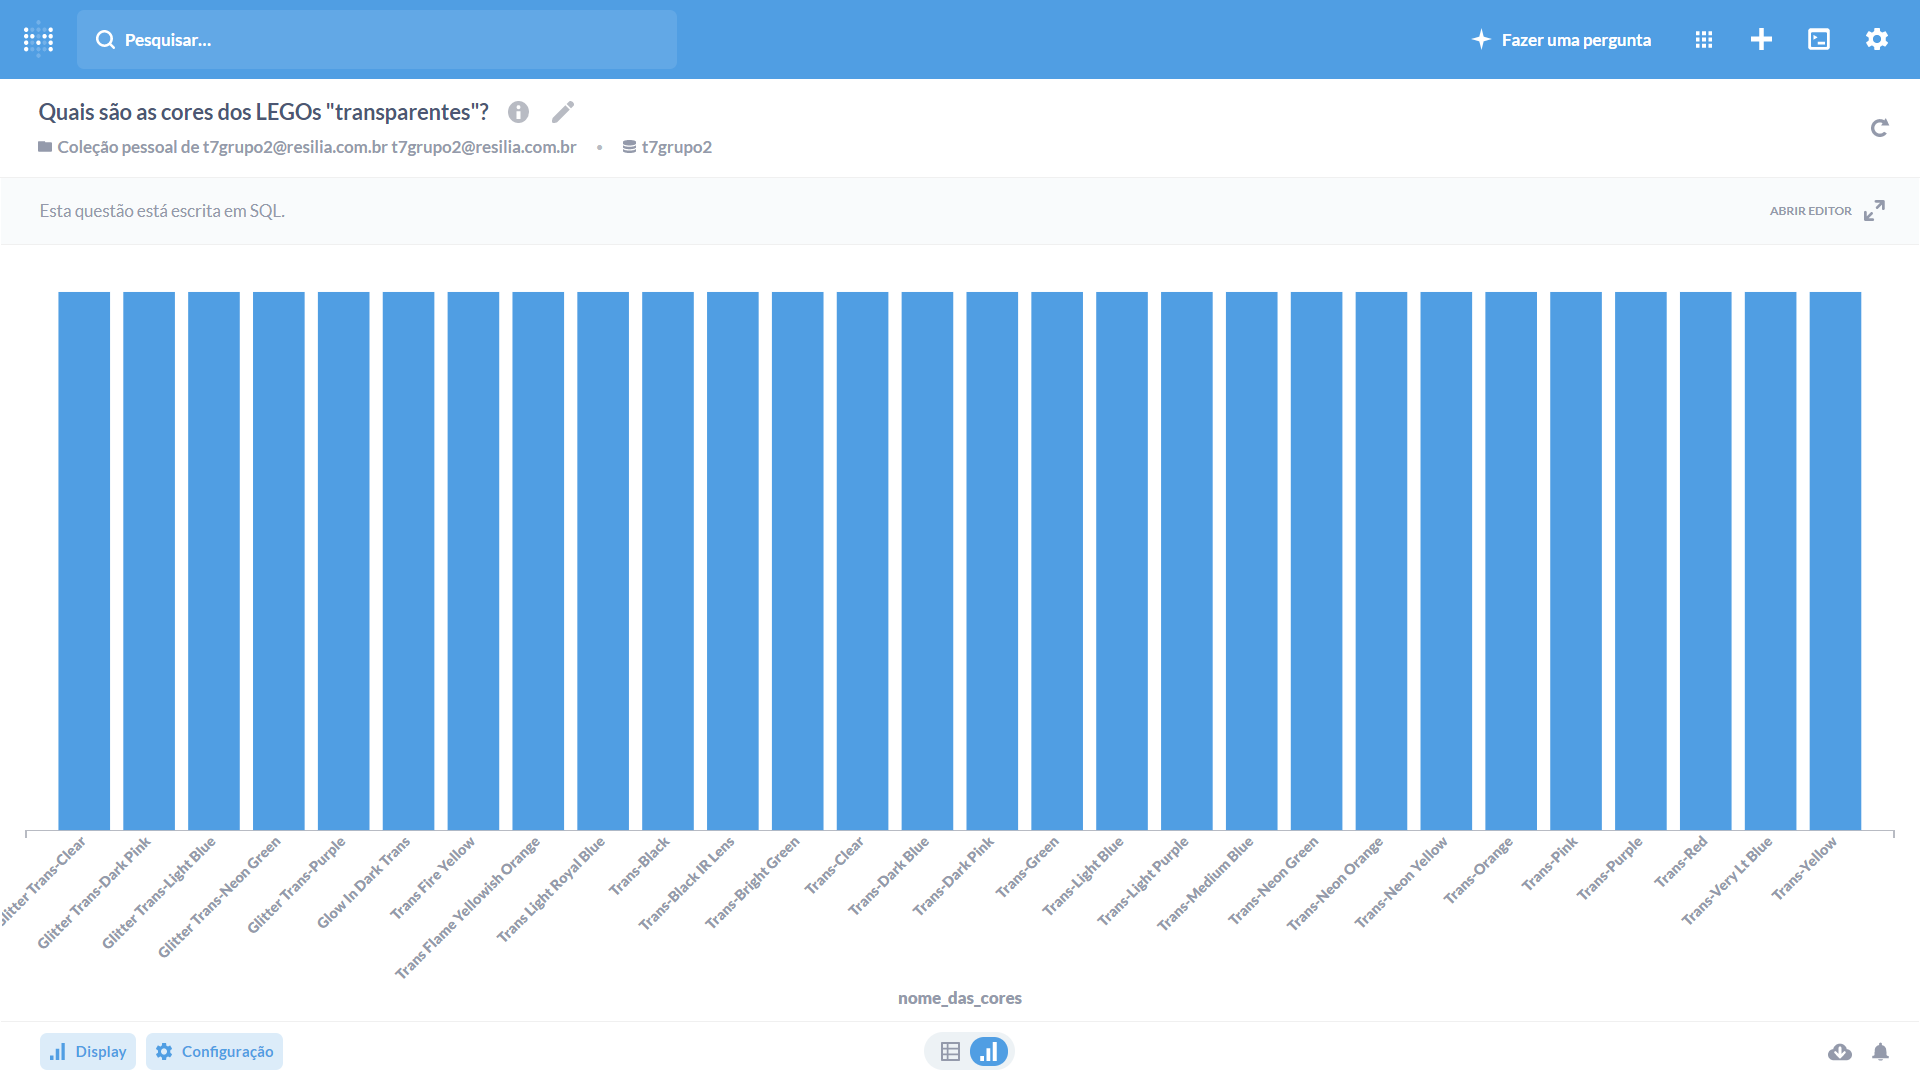 Pesquisar...
Fazer uma pergunta
Quais são as cores dos LEGOs "transparentes"?
Coleção pessoal de t7grupo2@resilia.com.br t7grupo2@resilia.com.br • t7grupo2
Esta questão está escrita em SQL.
ABRIR EDITOR
litter Trans-Clear
Glitter Trans-Dark Pink
Glitter Trans-Light Blue
Glitter Trans-Neon Green
Glitter Trans-Purple
Glow In Dark Trans
Trans Fire Yellow
Trans Flame Yellowish Orange
Trans Light Royal Blue
Trans-Black
Trans-Black IR Lens
Trans-Bright Green
Trans-Clear
Trans-Dark Blue
Trans-Dark Pink
Trans-Green
Trans-Light Blue
Trans-Light Purple
Trans-Medium Blue
Trans-Neon Green
Trans-Neon Orange
Trans-Neon Yellow
Trans-Orange
Trans-Pink
Trans-Purple
Trans-Red
Trans-Very Lt Blue
Trans-Yellow
nome_das_cores
Display
Configuração